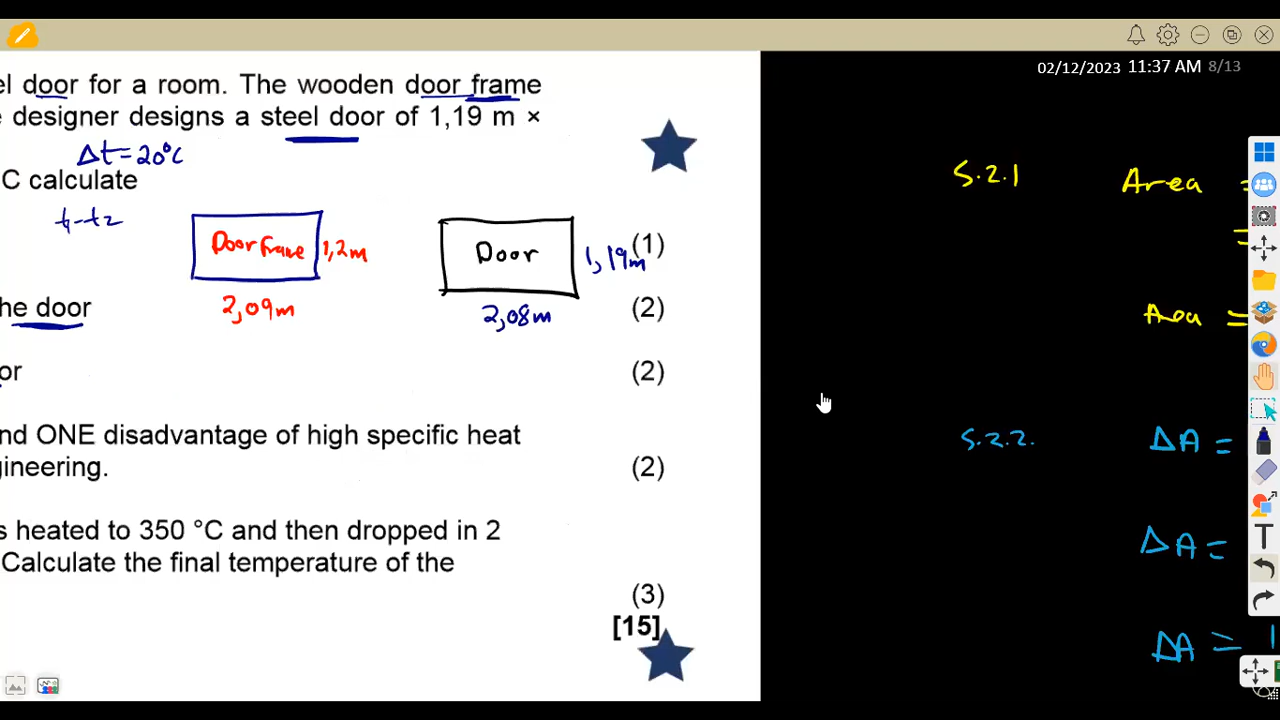 02/12/2023 11:37 AM 8/13
el door for a room. The wooden door frame
e designer designs a steel door of 1,19 m ×
Δt = 20°C
C calculate
t1 - t2
Door frame 1,2m
2,09m
Door 1,19m
2,08m
(1)
he door (2)
or (2)
nd ONE disadvantage of high specific heat
gineering. (2)
s heated to 350 °C and then dropped in 2
Calculate the final temperature of the
(3)
[15]
5.2.1 Area =
=
Area =
5.2.2. ΔA =
ΔA =
ΔA = 1